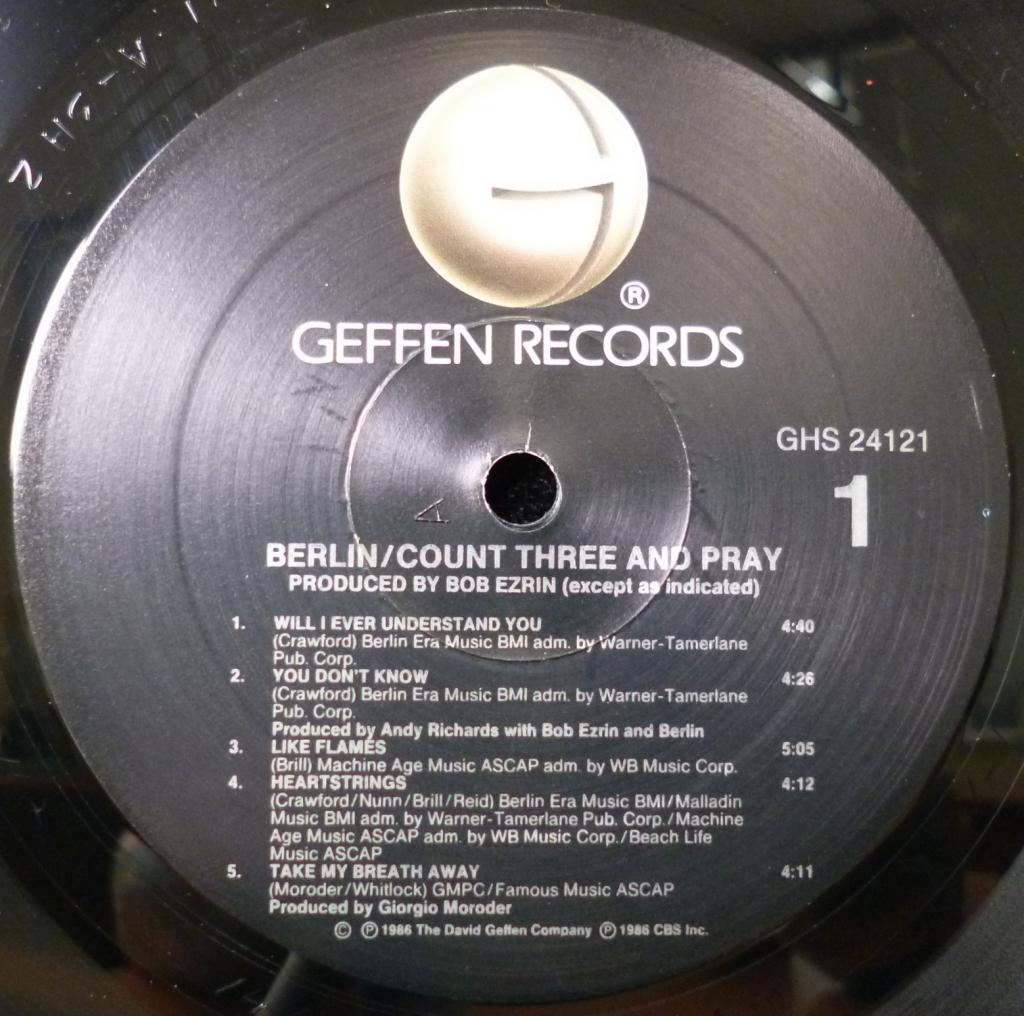 ®
GEFFEN RECORDS
GHS 24121
1
BERLIN/COUNT THREE AND PRAY
PRODUCED BY BOB EZRIN (except as indicated)
1. WILL I EVER UNDERSTAND YOU 4:40
(Crawford) Berlin Era Music BMI adm. by Warner-Tamerlane
Pub. Corp.
2. YOU DON'T KNOW 4:26
(Crawford) Berlin Era Music BMI adm. by Warner-Tamerlane
Pub. Corp.
Produced by Andy Richards with Bob Ezrin and Berlin
3. LIKE FLAMES 5:05
(Brill) Machine Age Music ASCAP adm. by WB Music Corp.
4. HEARTSTRINGS 4:12
(Crawford/Nunn/Brill/Reid) Berlin Era Music BMI/Malladin
Music BMI adm. by Warner-Tamerlane Pub. Corp./Machine
Age Music ASCAP adm. by WB Music Corp./Beach Life
Music ASCAP
5. TAKE MY BREATH AWAY 4:11
(Moroder/Whitlock) GMPC/Famous Music ASCAP
Produced by Giorgio Moroder
© ℗ 1986 The David Geffen Company ℗ 1986 CBS Inc.